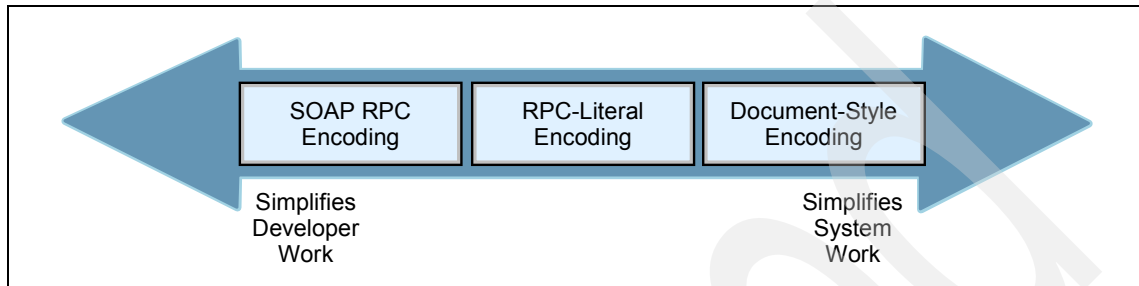 SOAP RPC
Encoding
RPC-Literal
Encoding
Document-Style
Encoding
Simplifies
Developer
Work
Simplifies
System
Work